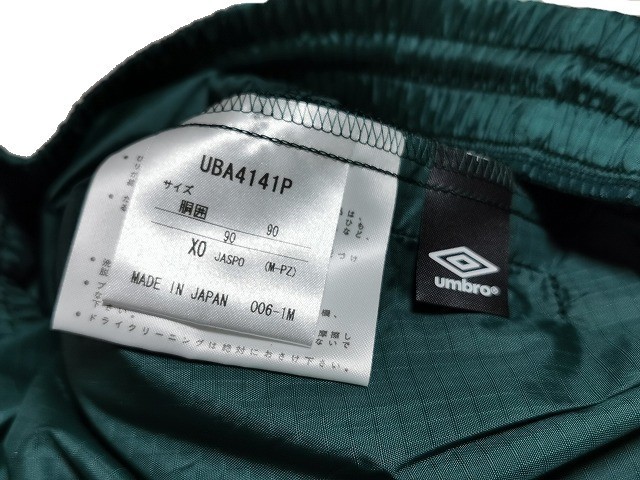 UBA4141P
サイズ
胴囲 90
90
XO JASPO (M-PZ)
MADE IN JAPAN 006-1M
・ドライクリーニングは絶対におさけ下さい。
umbro®